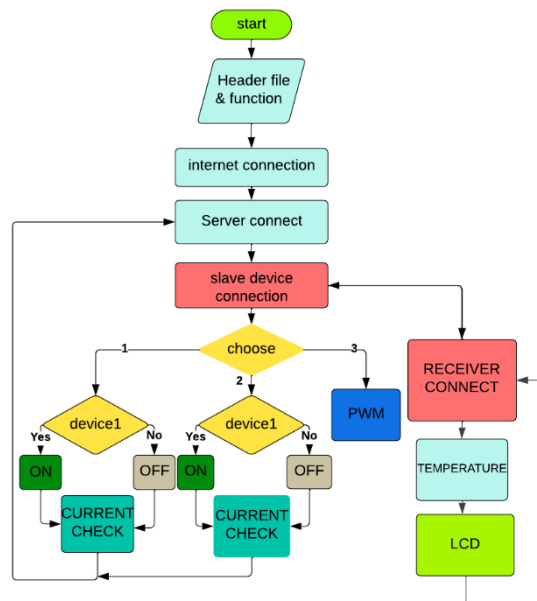 start
Header file
& function
internet connection
Server connect
slave device
connection
choose
1
2
3
RECEIVER
CONNECT
PWM
device1
Yes
No
device1
Yes
No
ON
OFF
ON
OFF
TEMPERATURE
CURRENT
CHECK
CURRENT
CHECK
LCD